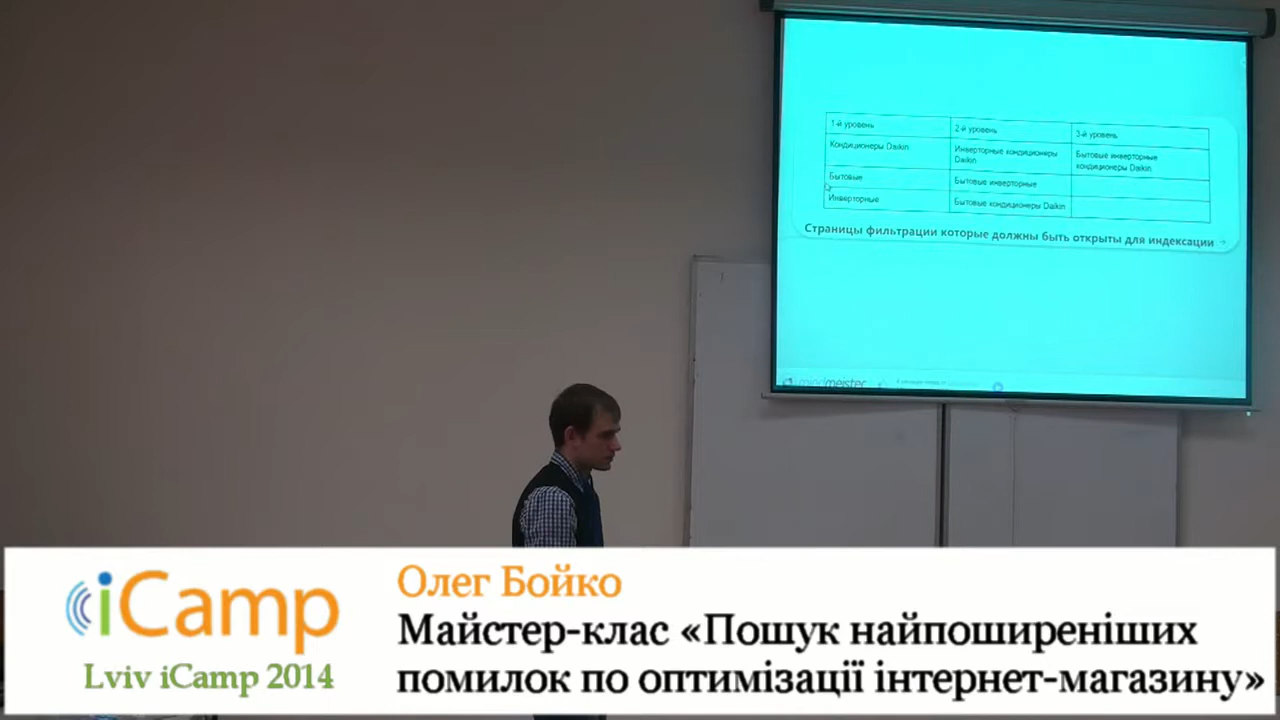 1-й уровень
2-й уровень
3-й уровень
Кондиционеры Daikin
Инверторные кондиционеры
Daikin
Бытовые инверторные
кондиционеры Daikin
Бытовые
Бытовые инверторные
Инверторные
Бытовые кондиционеры Daikin
Страницы фильтрации которые должны быть открыты для индексации
mindmeister
iCamp
Lviv iCamp 2014
Олег Бойко
Майстер-клас «Пошук найпоширеніших
помилок по оптимізації інтернет-магазину»